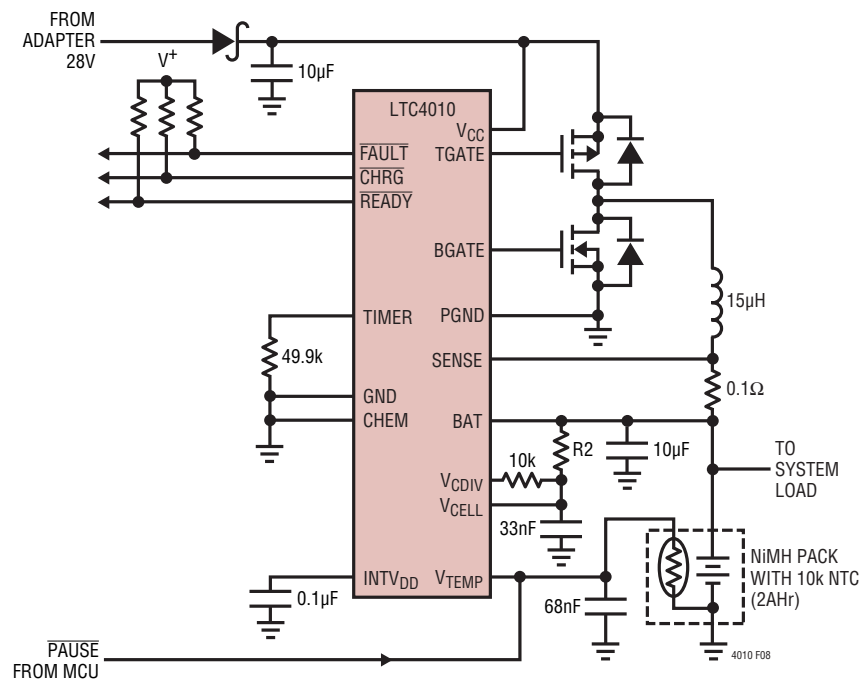 FROM
ADAPTER
28V
V+
10µF
LTC4010
VCC
TGATE
FAULT
CHRG
READY
BGATE
15µH
TIMER
PGND
49.9k
SENSE
0.1Ω
GND
CHEM
BAT
R2
10µF
TO
SYSTEM
LOAD
10k
VCDIV
VCELL
33nF
NiMH PACK
WITH 10k NTC
(2AHr)
INTVDD
VTEMP
0.1µF
68nF
PAUSE
FROM MCU
4010 F08